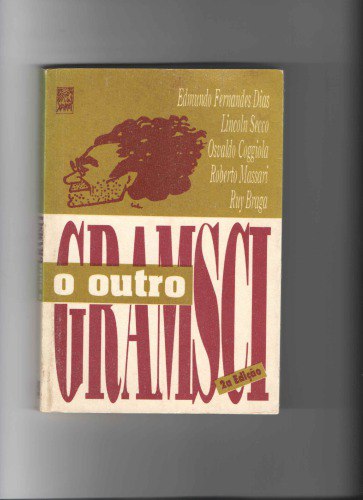 Edmundo Fernandes Dias
Lincoln Secco
Osvaldo Coggiola
Roberto Massari
Ruy Braga
GRAMSCI
o outro
2a Edição